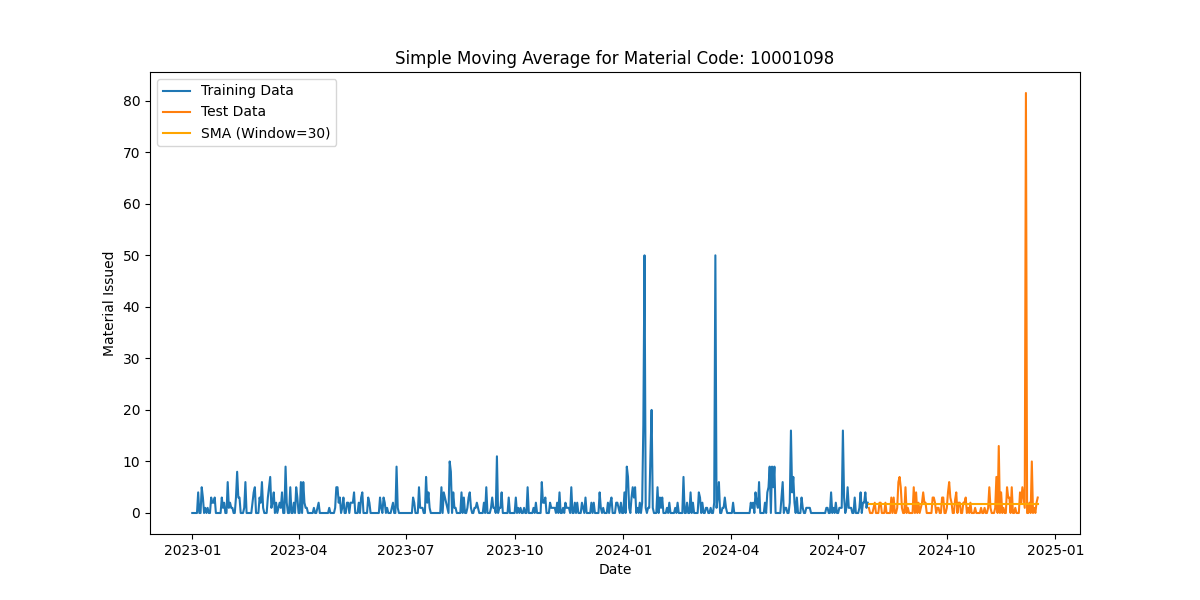 Simple Moving Average for Material Code: 10001098
Training Data
Test Data
SMA (Window=30)
Material Issued
80
70
60
50
40
30
20
10
0
2023-01 2023-04 2023-07 2023-10 2024-01 2024-04 2024-07 2024-10 2025-01
Date